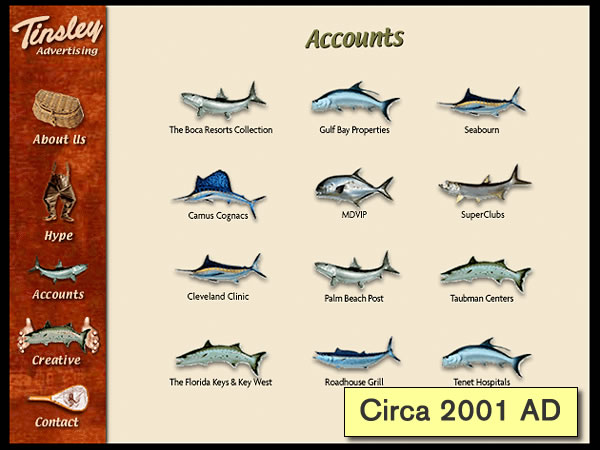 Tinsley
Advertising
About Us
Hype
Accounts
Creative
Contact
Accounts
The Boca Resorts Collection
Gulf Bay Properties
Seabourn
Camus Cognacs
MDVIP
SuperClubs
Cleveland Clinic
Palm Beach Post
Taubman Centers
The Florida Keys & Key West
Roadhouse Grill
Tenet Hospitals
Circa 2001 AD